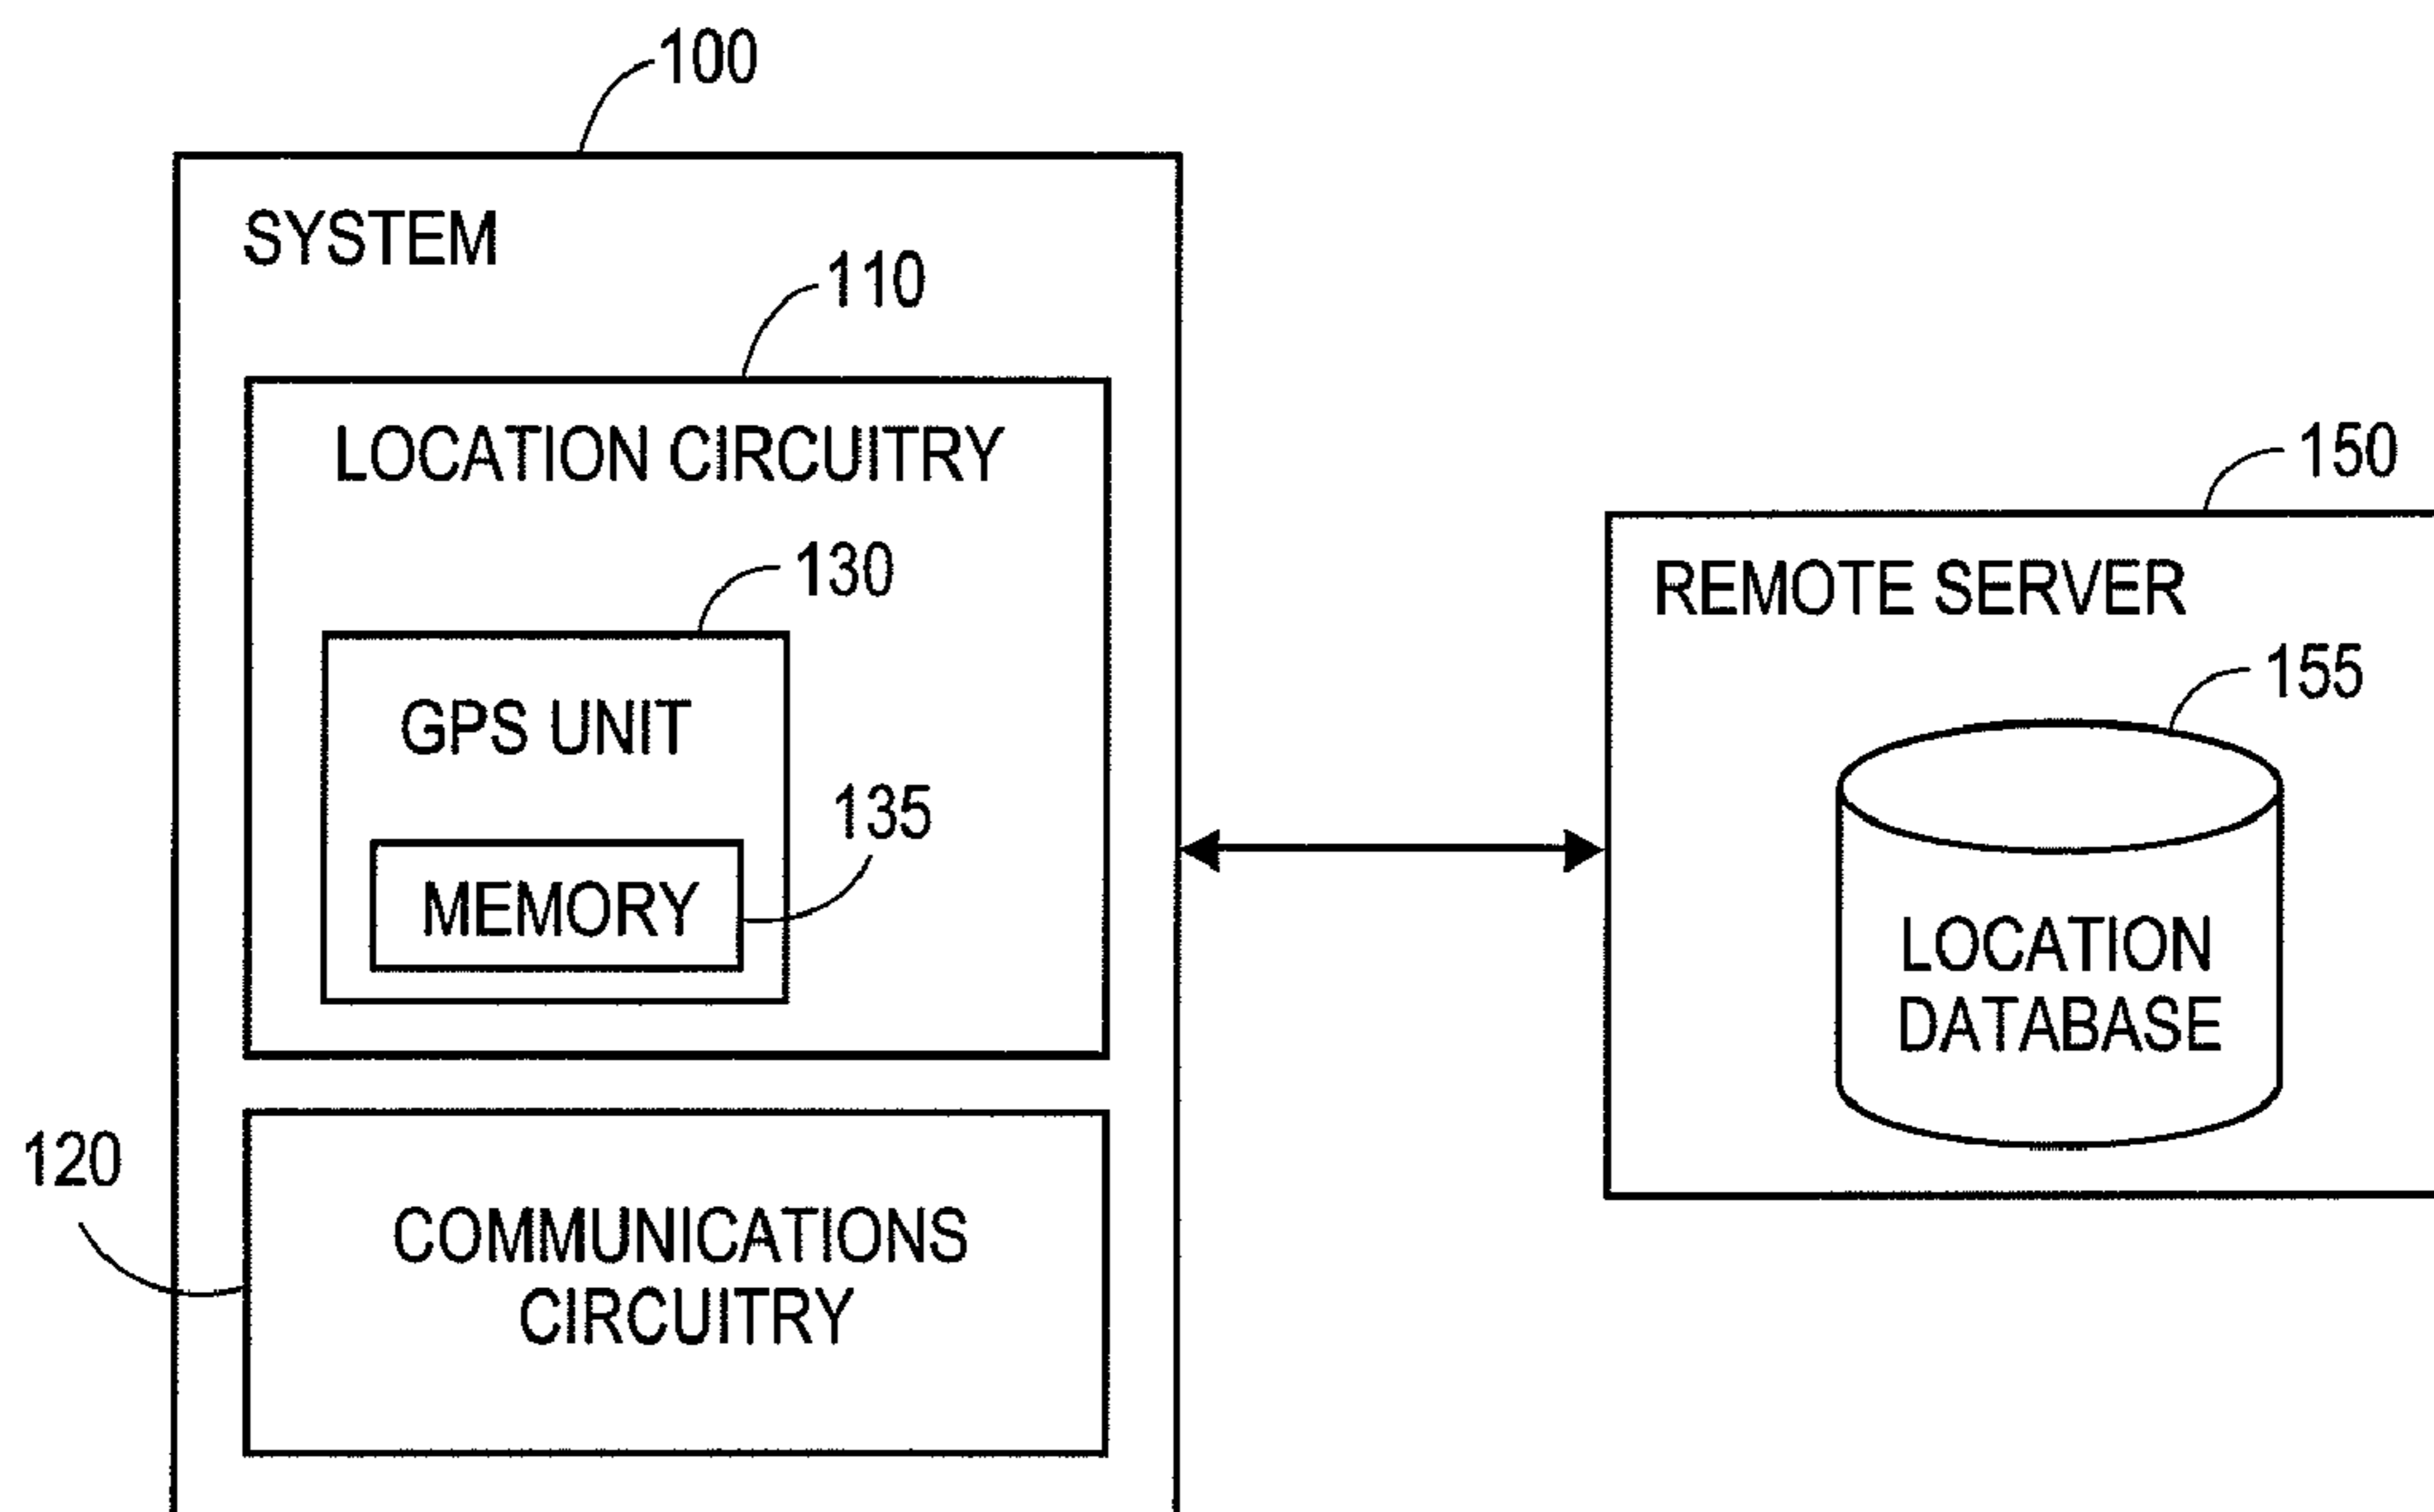 100
SYSTEM
110
LOCATION CIRCUITRY
130
GPS UNIT
135
MEMORY
120
COMMUNICATIONS
CIRCUITRY
150
REMOTE SERVER
155
LOCATION
DATABASE